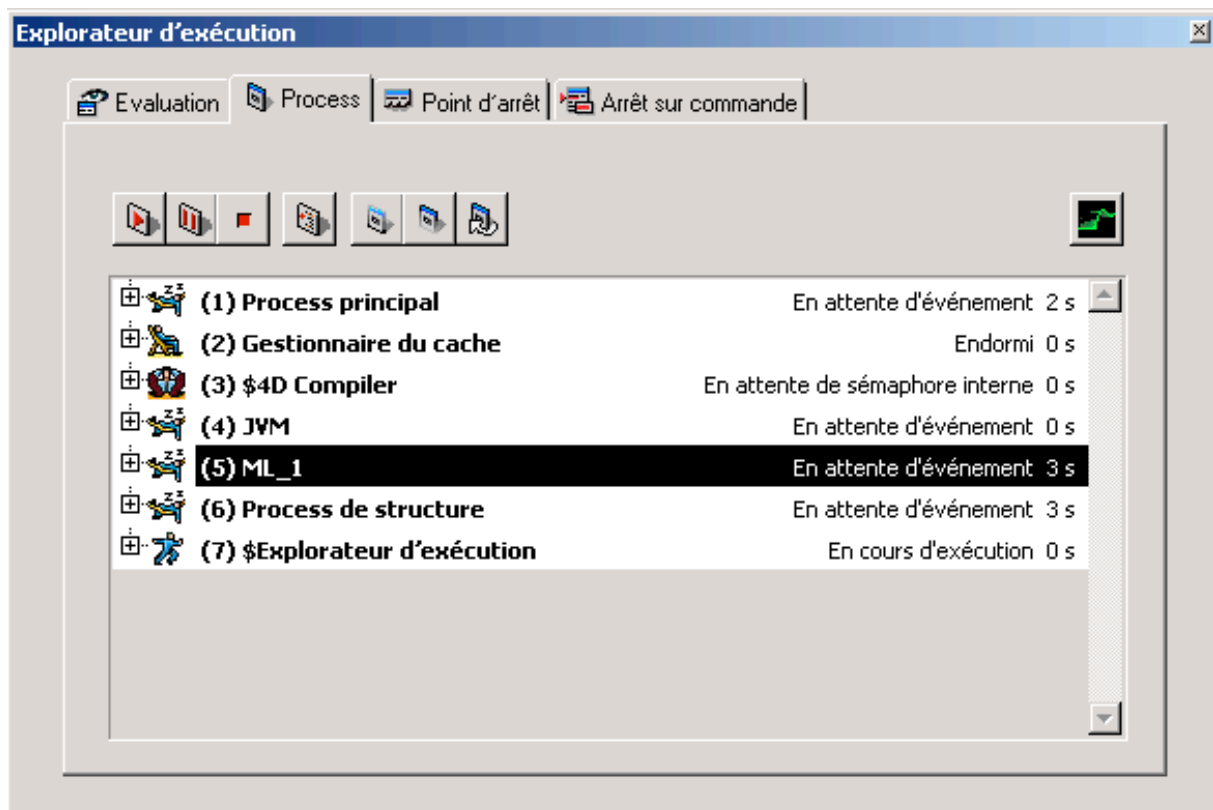 Explorateur d'exécution
Evaluation Process Point d'arrêt Arrêt sur commande
(1) Process principal En attente d'événement 2 s
(2) Gestionnaire du cache Endormi 0 s
(3) $4D Compiler En attente de sémaphore interne 0 s
(4) JVM En attente d'événement 0 s
(5) ML_1 En attente d'événement 3 s
(6) Process de structure En attente d'événement 3 s
(7) $Explorateur d'exécution En cours d'exécution 0 s